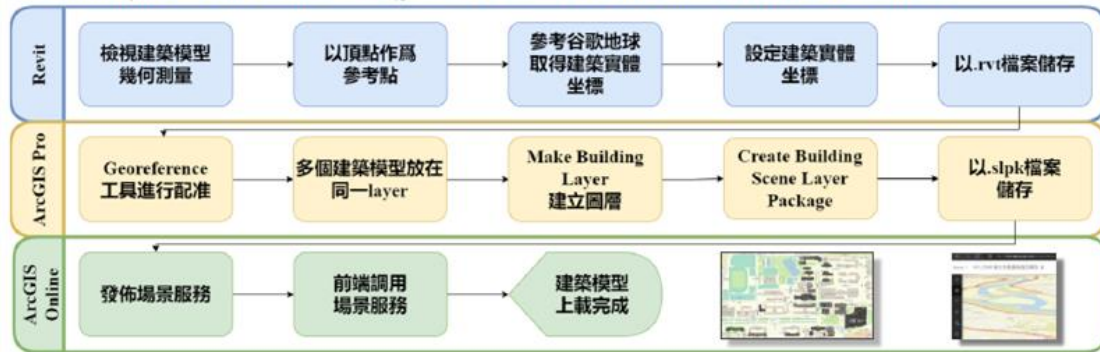 Revit
檢視建築模型
幾何測量
以頂點作爲
參考點
參考谷歌地球
取得建築實體
坐標
設定建築實體
坐標
以.rvt檔案儲存
ArcGIS Pro
Georeference
工具進行配准
多個建築模型放在
同一layer
Make Building
Layer
建立圖層
Create Building
Scene Layer
Package
以.slpk檔案
儲存
ArcGIS
Online
發佈場景服務
前端調用
場景服務
建築模型
上載完成